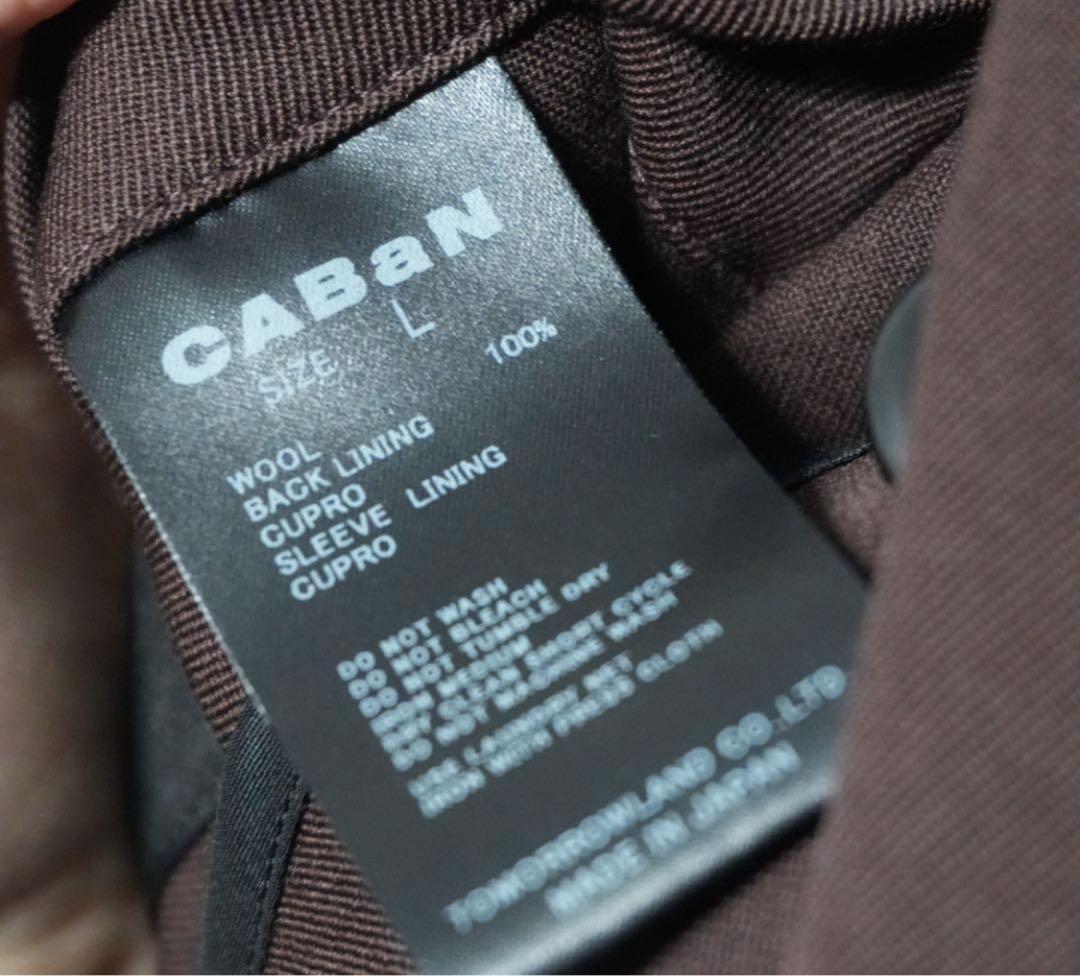 CABaN
SIZE L
WOOL 100%
BACK LINING
CUPRO
SLEEVE LINING
CUPRO
DO NOT WASH
DO NOT BLEACH
DO NOT TUMBLE DRY
IRON MEDIUM
DRY CLEAN SHORT CYCLE
DO NOT MACHINE WASH
USE LAUNDRY NET
IRON WITH PRESS CLOTH
TOMORROWLAND CO.,LTD
MADE IN JAPAN